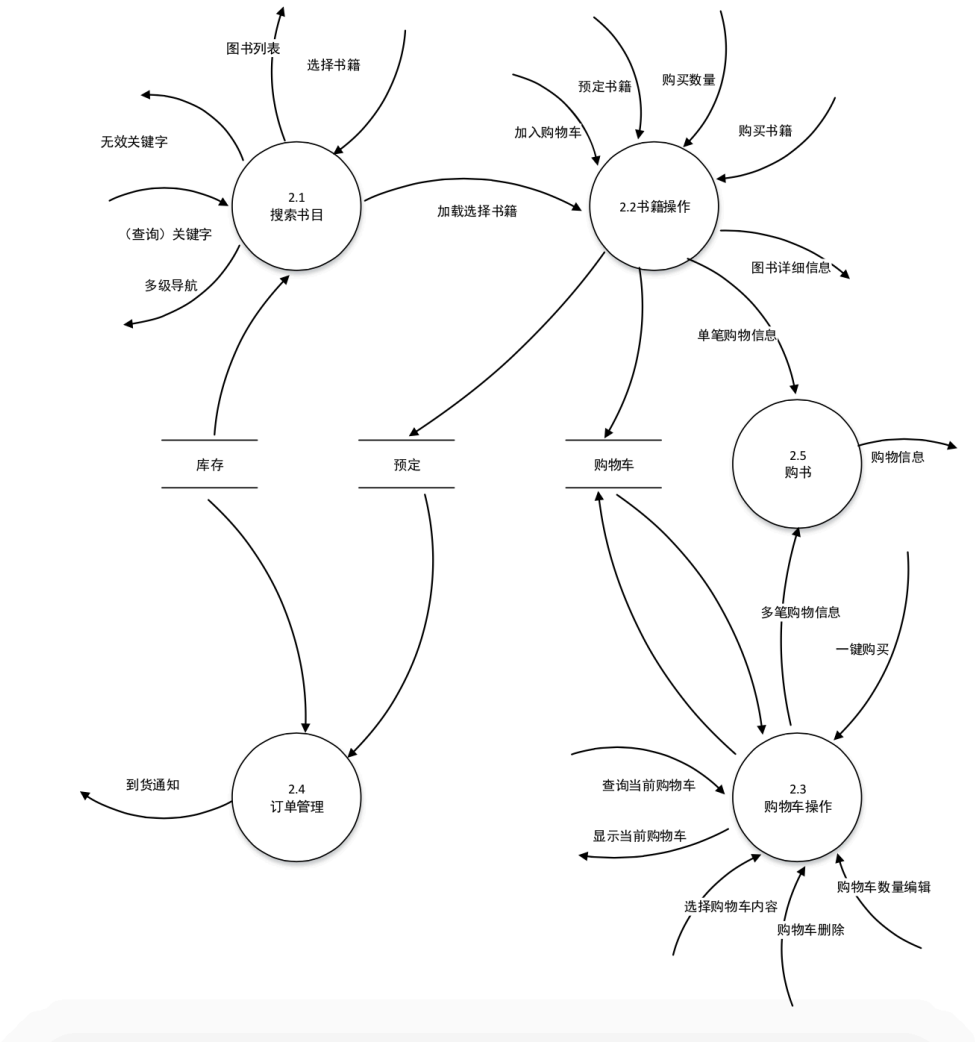 图书列表
选择书籍
预定书籍
购买数量
加入购物车
购买书籍
无效关键字
2.1
搜索书目
2.2书籍操作
加载选择书籍
（查询）关键字
图书详细信息
多级导航
单笔购物信息
库存
预定
购物车
2.5
购书
购物信息
多笔购物信息
一键购买
到货通知
2.4
订单管理
查询当前购物车
2.3
购物车操作
显示当前购物车
购物车数量编辑
选择购物车内容
购物车删除